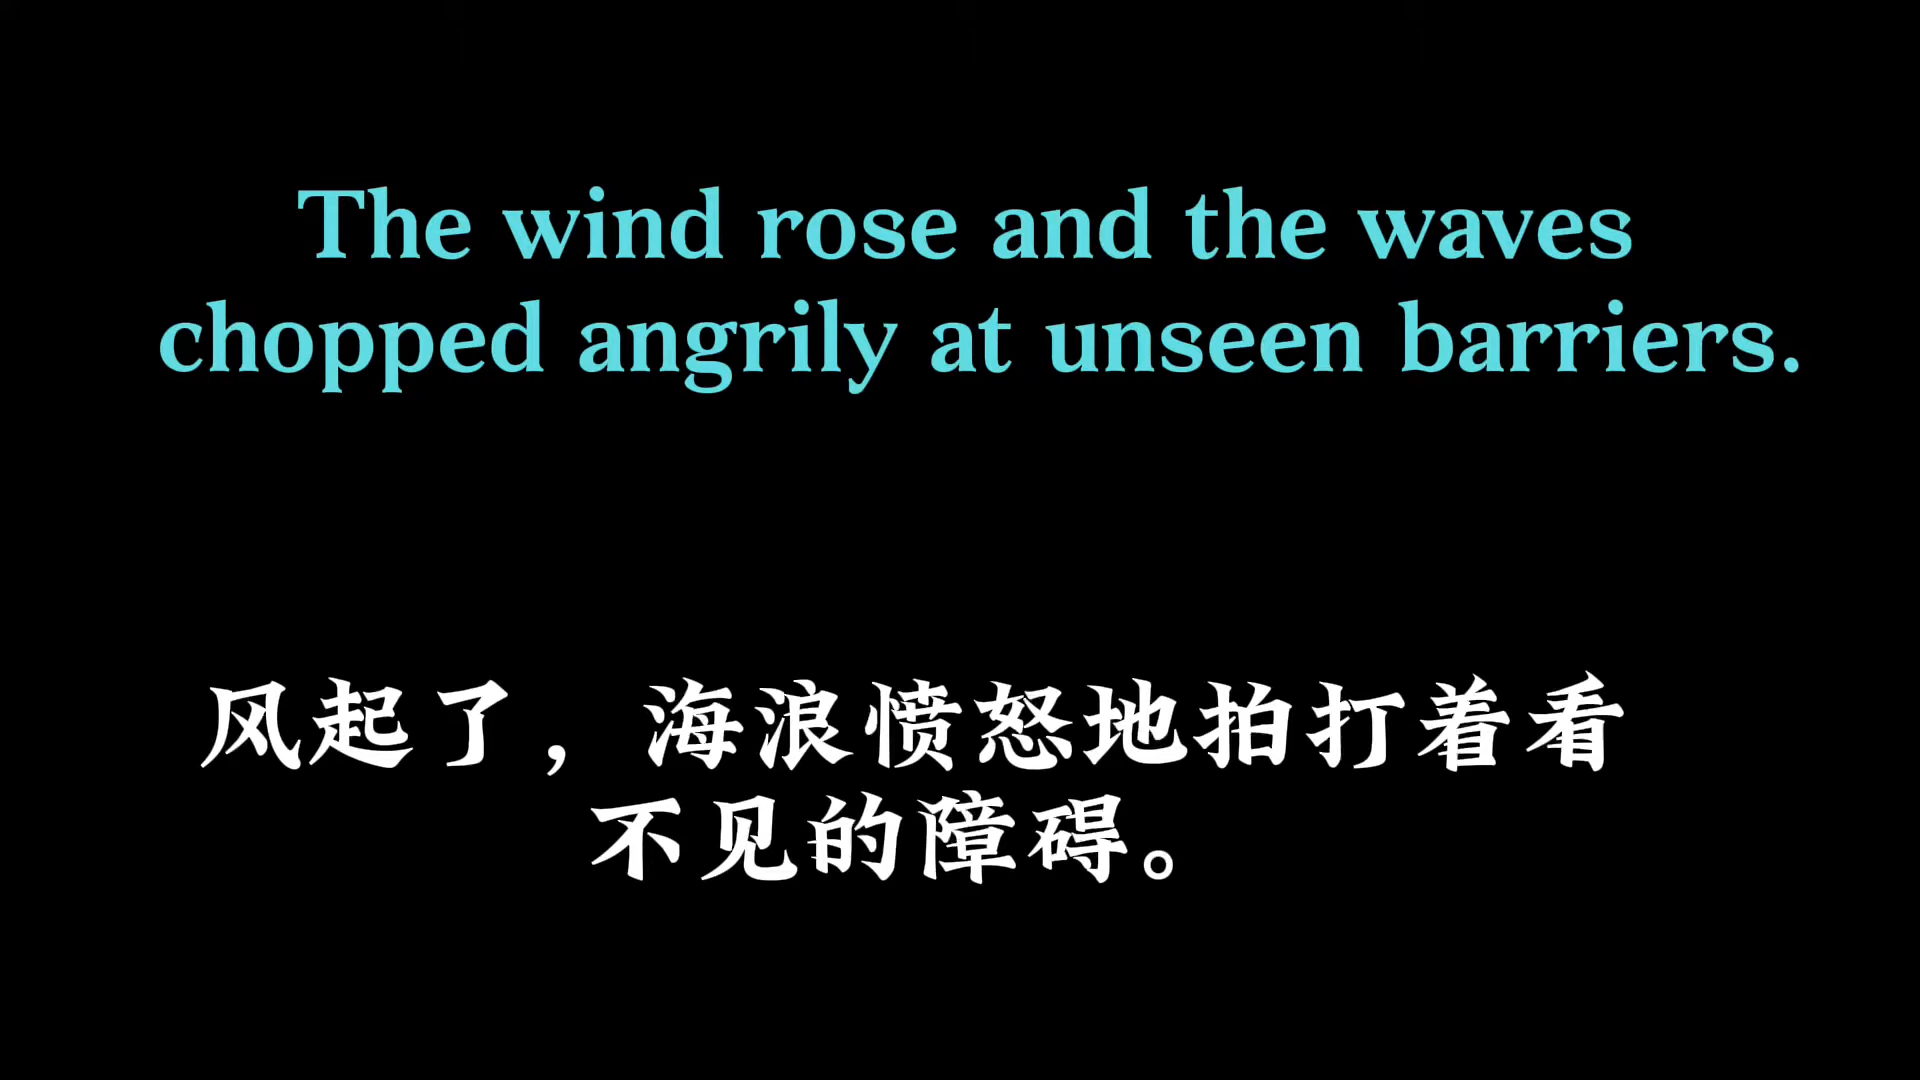 The wind rose and the waves
chopped angrily at unseen barriers.
风起了，海浪愤怒地拍打着看
不见的障碍。